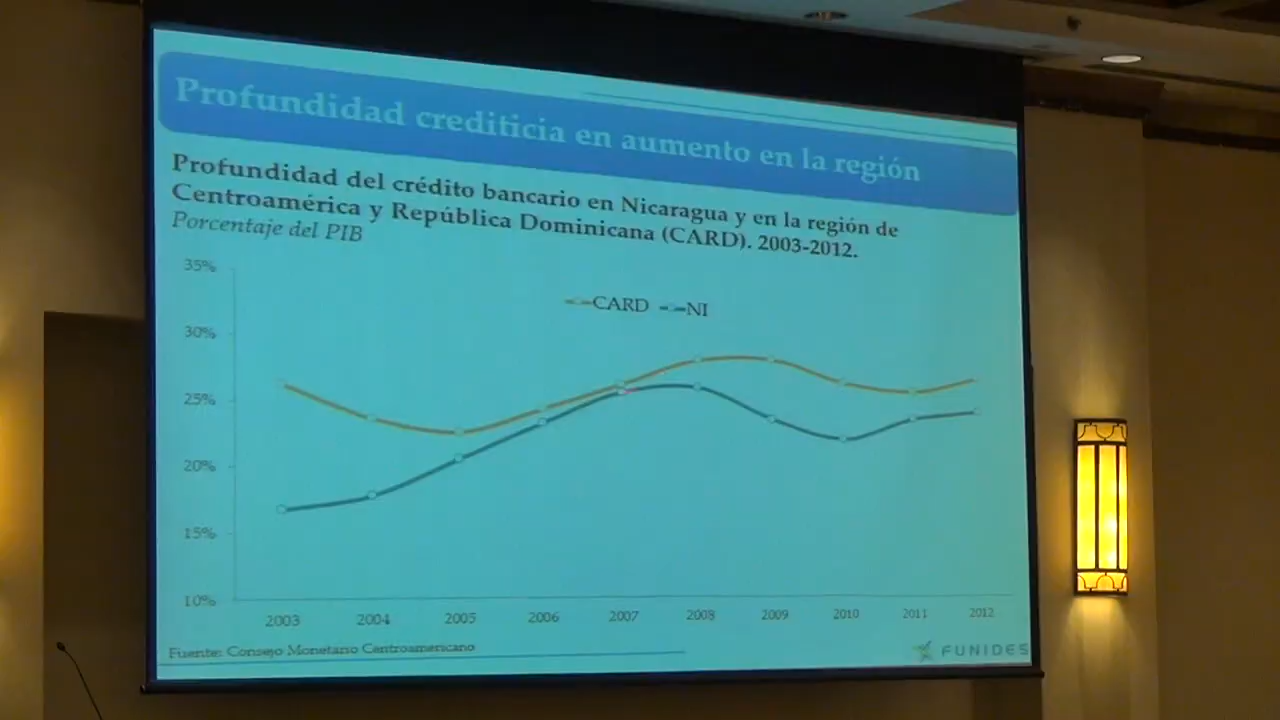 Profundidad crediticia en aumento en la región
Profundidad del crédito bancario en Nicaragua y en la región de
Centroamérica y República Dominicana (CARD). 2003-2012.
Porcentaje del PIB
35%
CARD NI
30%
25%
20%
15%
10%
2003 2004 2005 2006 2007 2008 2009 2010 2011 2012
Fuente: Consejo Monetario Centroamericano
FUNIDES